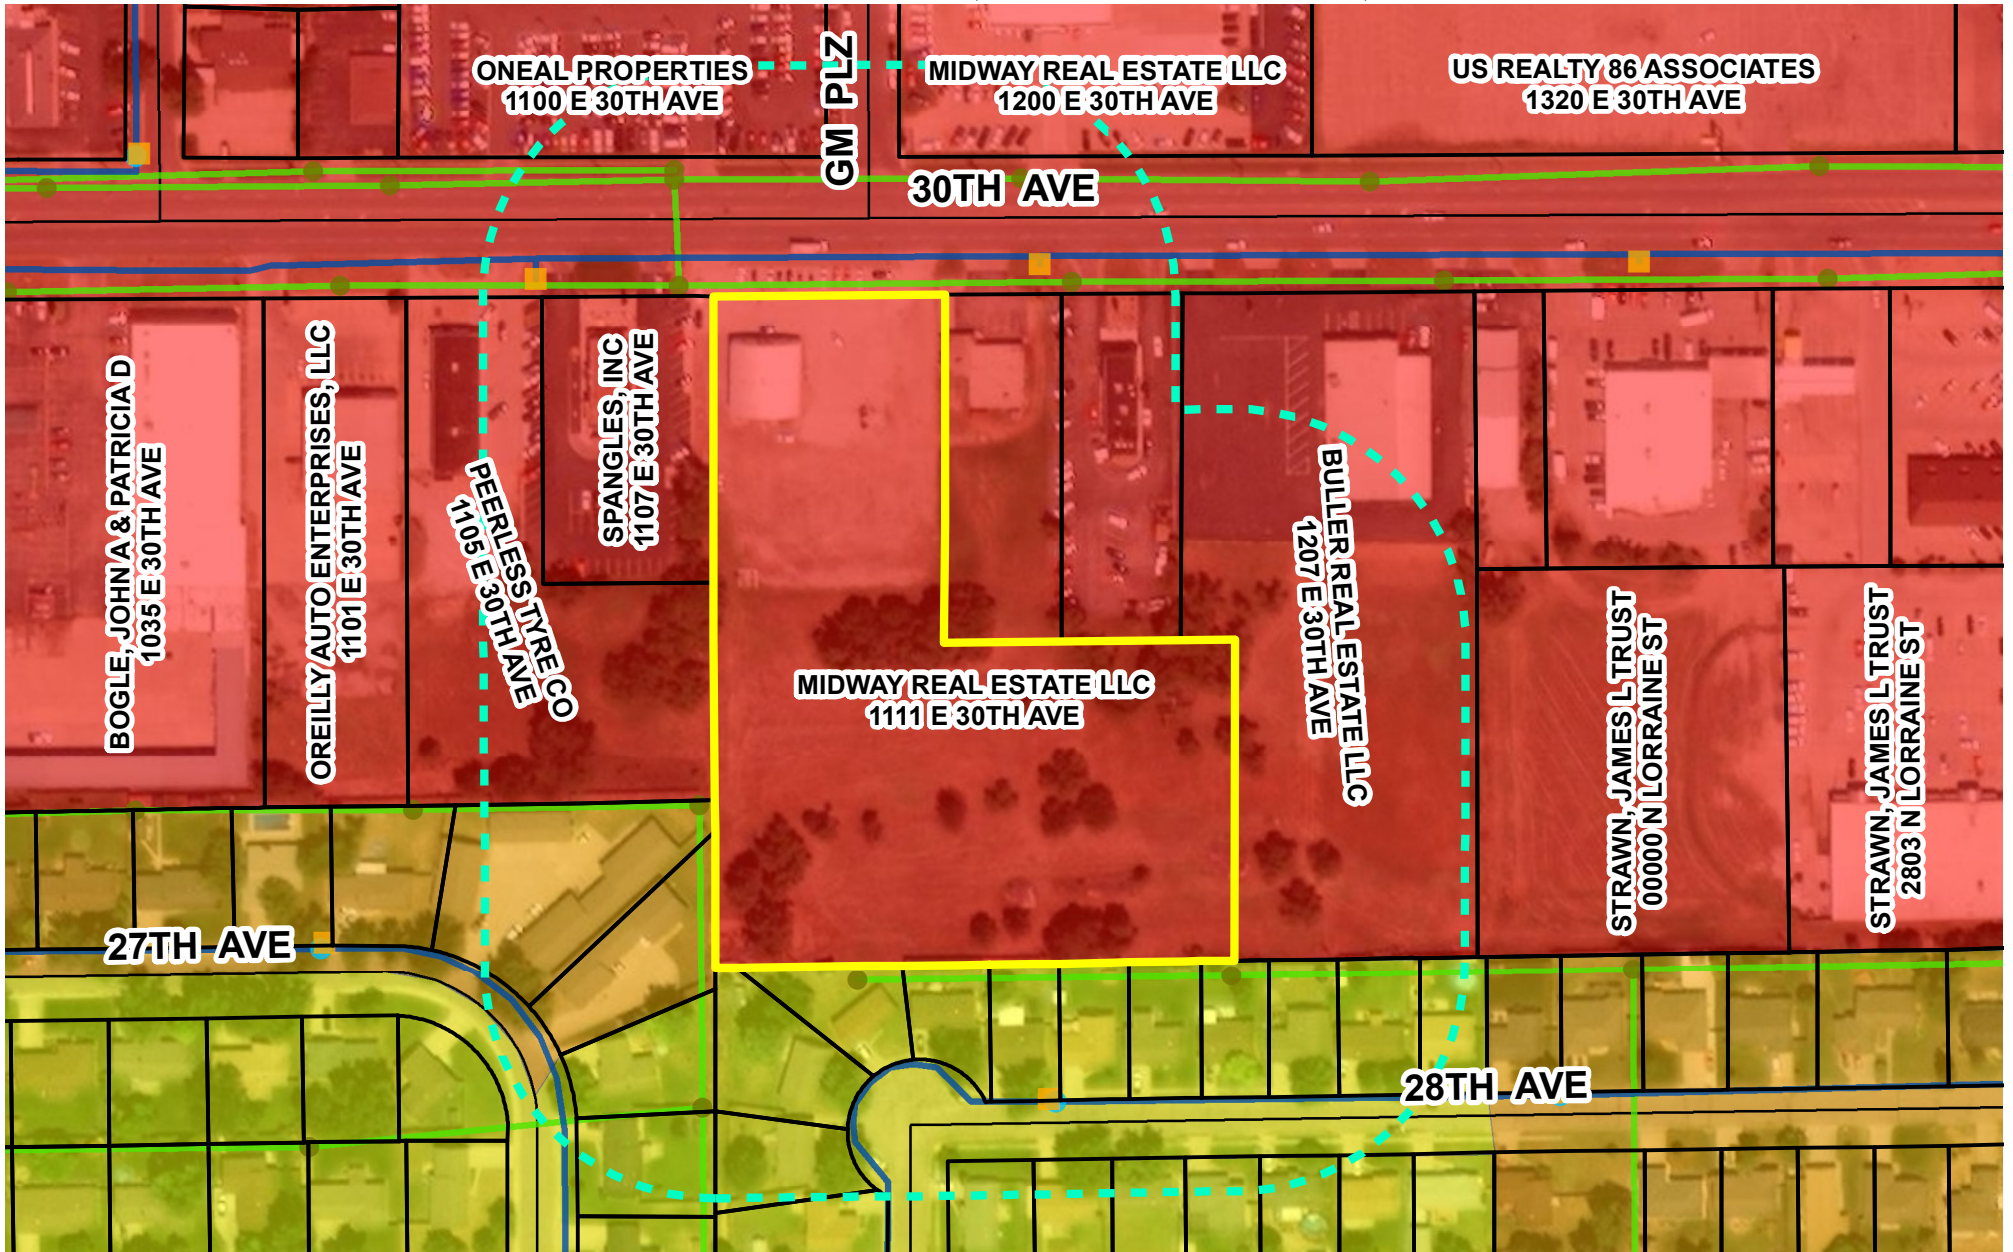 ONEAL PROPERTIES
1100 E 30TH AVE
GM PLZ
MIDWAY REAL ESTATE LLC
1200 E 30TH AVE
US REALTY 86 ASSOCIATES
1320 E 30TH AVE
30TH AVE
BOGLE, JOHN A & PATRICIA D
1035 E 30TH AVE
OREILLY AUTO ENTERPRISES, LLC
1101 E 30TH AVE
PEERLESS TYRE CO
1105 E 30TH AVE
SPANGLES, INC
1107 E 30TH AVE
MIDWAY REAL ESTATE LLC
1111 E 30TH AVE
BULLER REAL ESTATE LLC
1207 E 30TH AVE
STRAWN, JAMES L TRUST
00000 N LORRAINE ST
STRAWN, JAMES L TRUST
2803 N LORRAINE ST
27TH AVE
28TH AVE